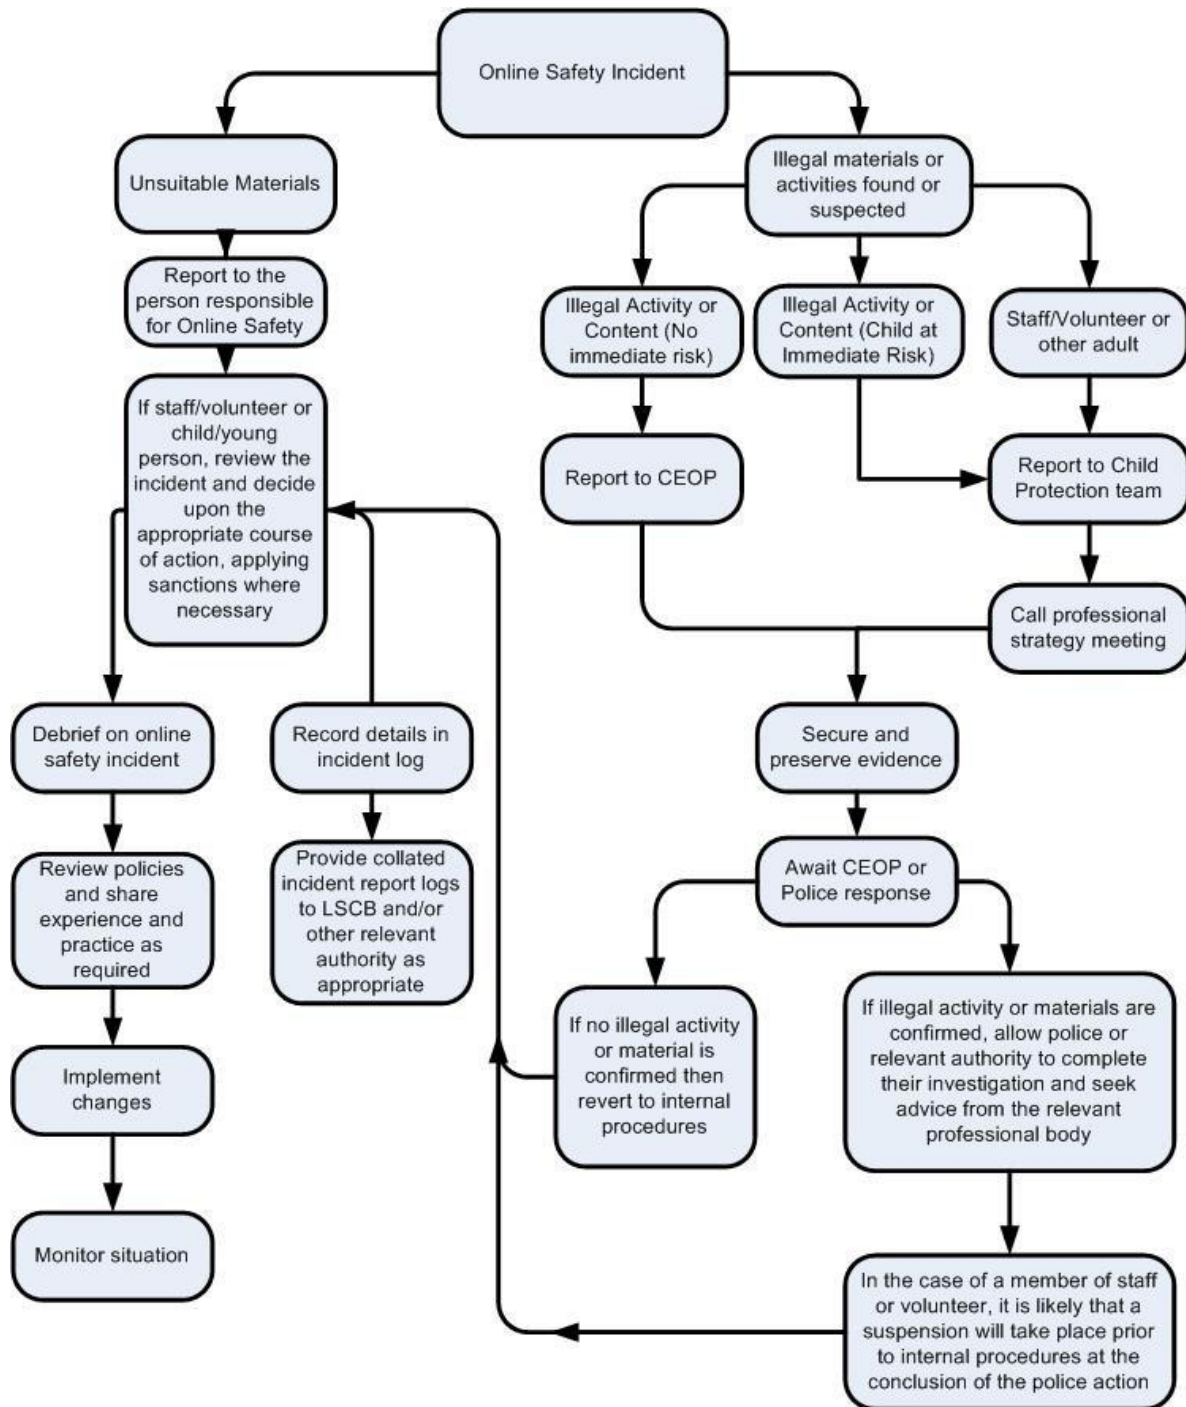 Online Safety Incident
Unsuitable Materials
Report to the
person responsible
for Online Safety
If staff/volunteer or
child/young
person, review the
incident and decide
upon the
appropriate course
of action, applying
sanctions where
necessary
Debrief on online
safety incident
Review policies
and share
experience and
practice as
required
Implement
changes
Monitor situation
Record details in
incident log
Provide collated
incident report logs
to LSCB and/or
other relevant
authority as
appropriate
Illegal materials or
activities found or
suspected
Illegal Activity or
Content (No
immediate risk)
Illegal Activity or
Content (Child at
Immediate Risk)
Staff/Volunteer or
other adult
Report to CEOP
Report to Child
Protection team
Call professional
strategy meeting
Secure and
preserve evidence
Await CEOP or
Police response
If no illegal activity
or material is
confirmed then
revert to internal
procedures
If illegal activity or materials are
confirmed, allow police or
relevant authority to complete
their investigation and seek
advice from the relevant
professional body
In the case of a member of staff
or volunteer, it is likely that a
suspension will take place prior
to internal procedures at the
conclusion of the police action